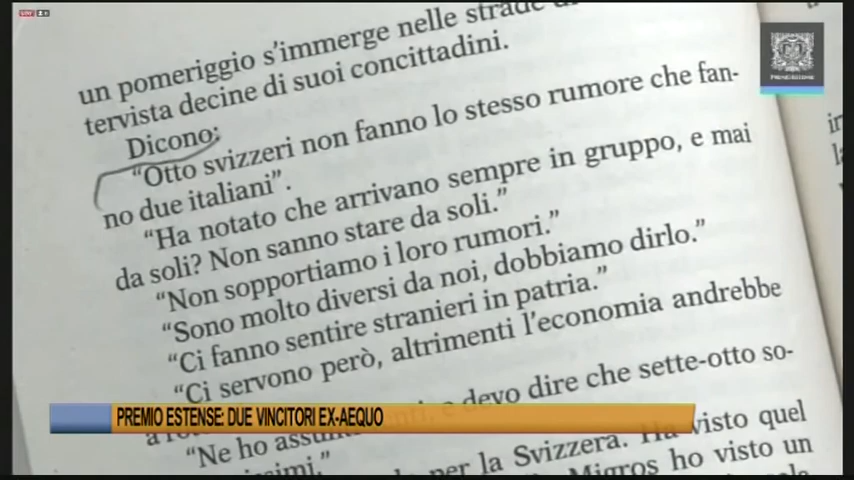 un pomeriggio s'immerge nelle strade
tervista decine di suoi concittadini.
Dicono:
“Otto svizzeri non fanno lo stesso rumore che fan-
no due italiani”.
“Ha notato che arrivano sempre in gruppo, e mai
da soli? Non sanno stare da soli.”
“Non sopportiamo i loro rumori.”
“Sono molto diversi da noi, dobbiamo dirlo.”
“Ci fanno sentire stranieri in patria.”
“Ci servono però, altrimenti l'economia andrebbe
“Ne ho devo dire che sette-otto so-
per la Svizzera. visto quel
Migros ho visto un
PREMIO ESTENSE: DUE VINCITORI EX-AEQUO